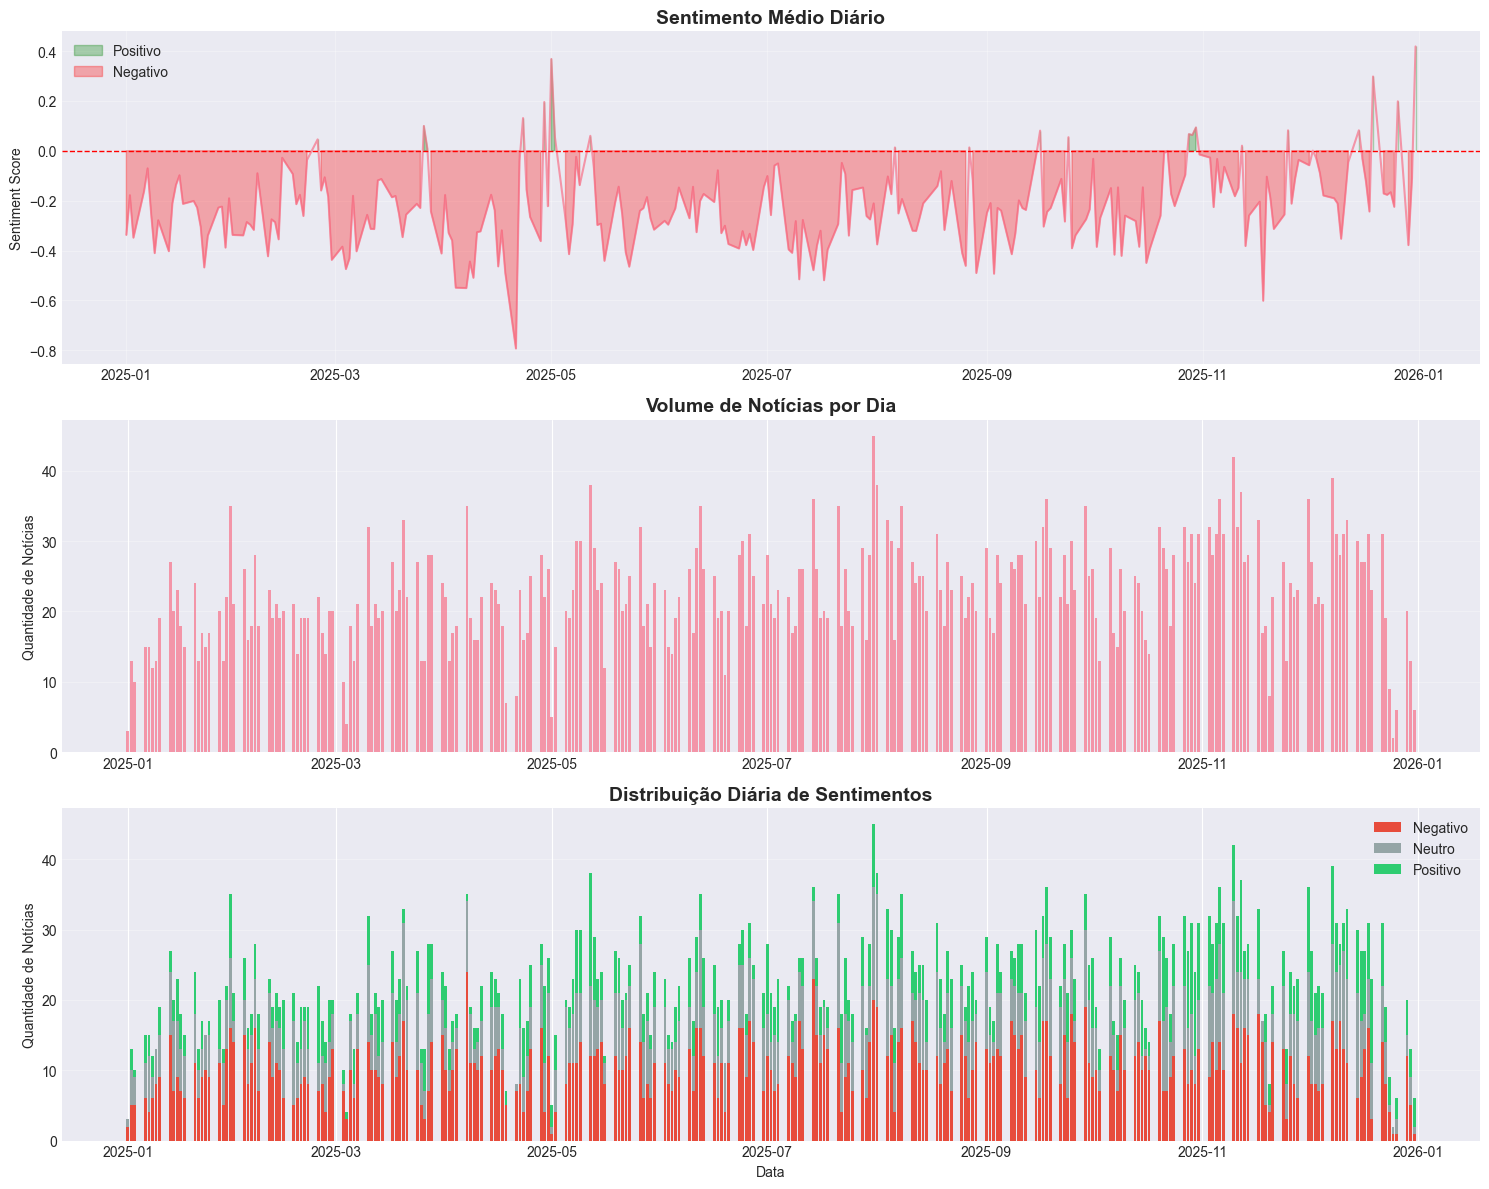 Sentimento Médio Diário
Positivo
Negativo
Sentiment Score
0.4
0.2
0.0
−0.2
−0.4
−0.6
−0.8
2025-01 2025-03 2025-05 2025-07 2025-09 2025-11 2026-01
Volume de Notícias por Dia
Quantidade de Notícias
40
30
20
10
0
2025-01 2025-03 2025-05 2025-07 2025-09 2025-11 2026-01
Distribuição Diária de Sentimentos
Negativo
Neutro
Positivo
Quantidade de Notícias
40
30
20
10
0
2025-01 2025-03 2025-05 2025-07 2025-09 2025-11 2026-01
Data